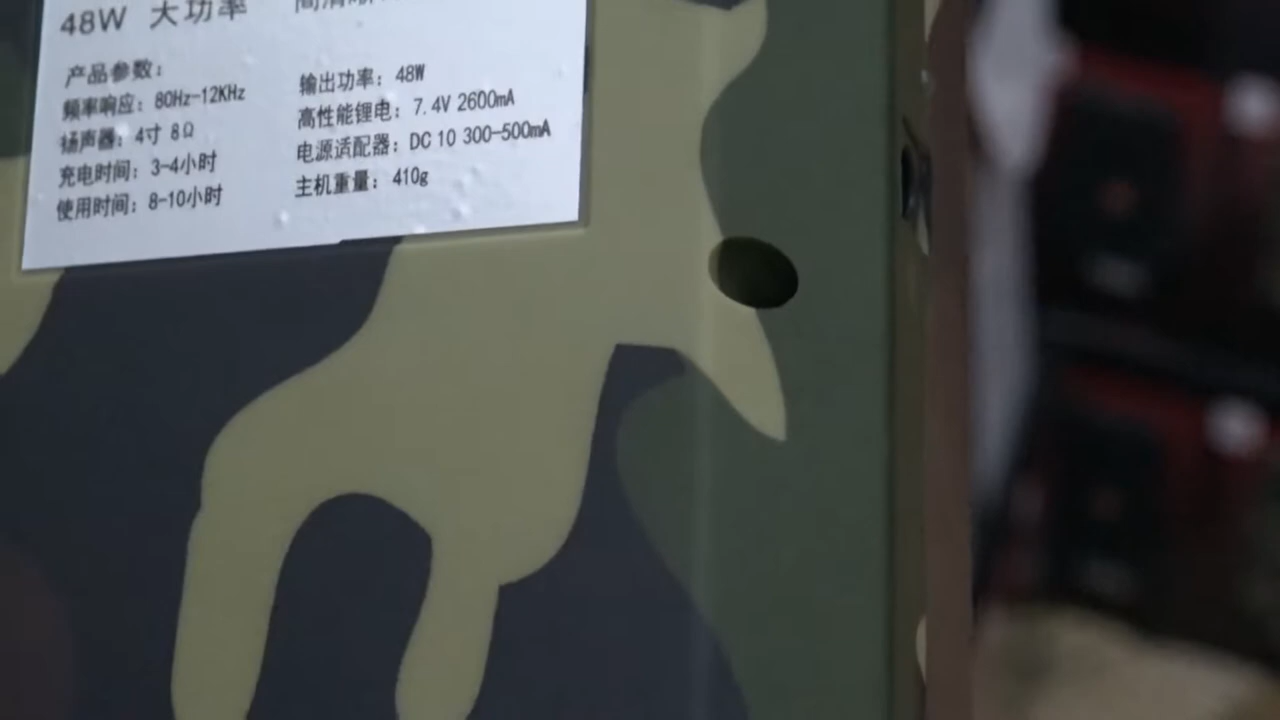 48W 大功率
产品参数：
频率响应：80Hz-12KHz
扬声器：4寸 8Ω
充电时间：3-4小时
使用时间：8-10小时
输出功率：48W
高性能锂电：7.4V 2600mA
电源适配器：DC 10 300-500mA
主机重量：410g